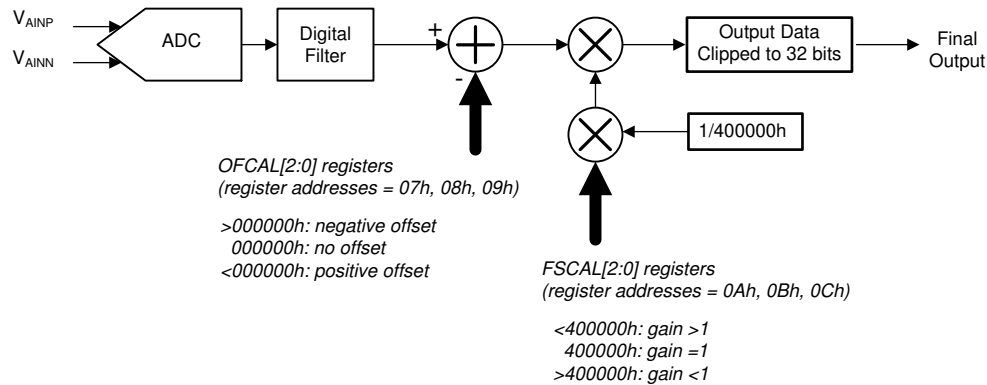 VAINP
VAINN
ADC
Digital
Filter
+
-
Output Data
Clipped to 32 bits
Final
Output
1/400000h
OFCAL[2:0] registers
(register addresses = 07h, 08h, 09h)
>000000h: negative offset
000000h: no offset
<000000h: positive offset
FSCAL[2:0] registers
(register addresses = 0Ah, 0Bh, 0Ch)
<400000h: gain >1
400000h: gain =1
>400000h: gain <1